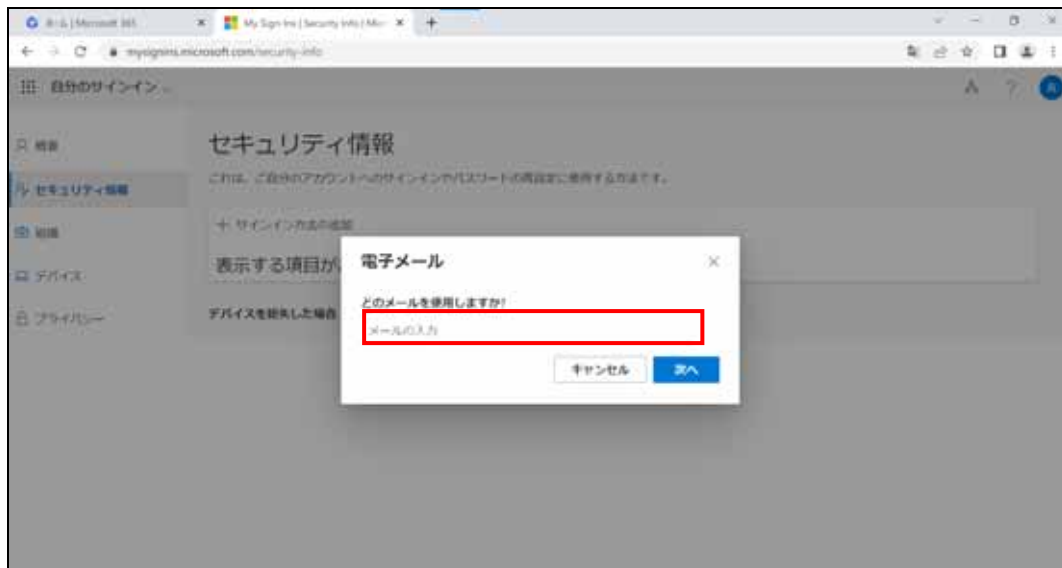 ホーム | Microsoft 365
My Sign-Ins | Security Info | Micr
mysignins.microsoft.com/security-info
自分のサインイン
概要
セキュリティ情報
組織
デバイス
プライバシー
セキュリティ情報
これは、ご自分のアカウントへのサインインやパスワードの再設定に使用する方法です。
+ サインイン方法の追加
表示する項目が
デバイスを紛失した場合
電子メール
どのメールを使用しますか?
メールの入力
キャンセル
次へ